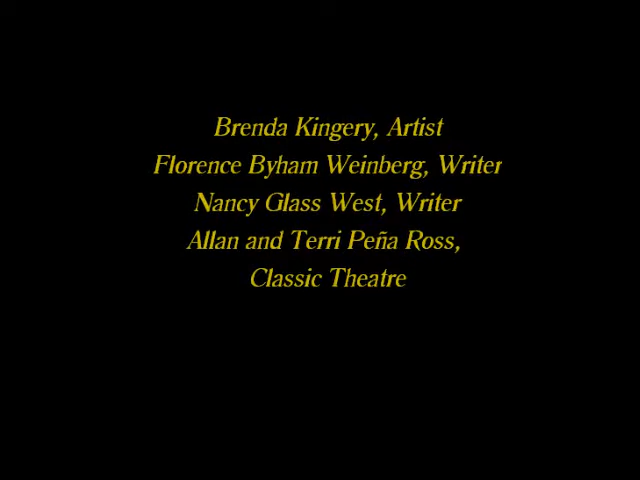 Brenda Kingery, Artist
Florence Byham Weinberg, Writer
Nancy Glass West, Writer
Allan and Terri Peña Ross,
Classic Theatre